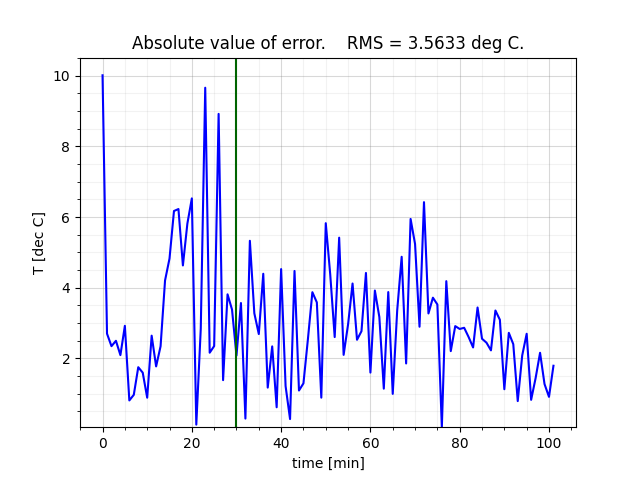 Absolute value of error.    RMS = 3.5633 deg C.
10
8
6
4
2
T [dec C]
0 20 40 60 80 100
time [min]